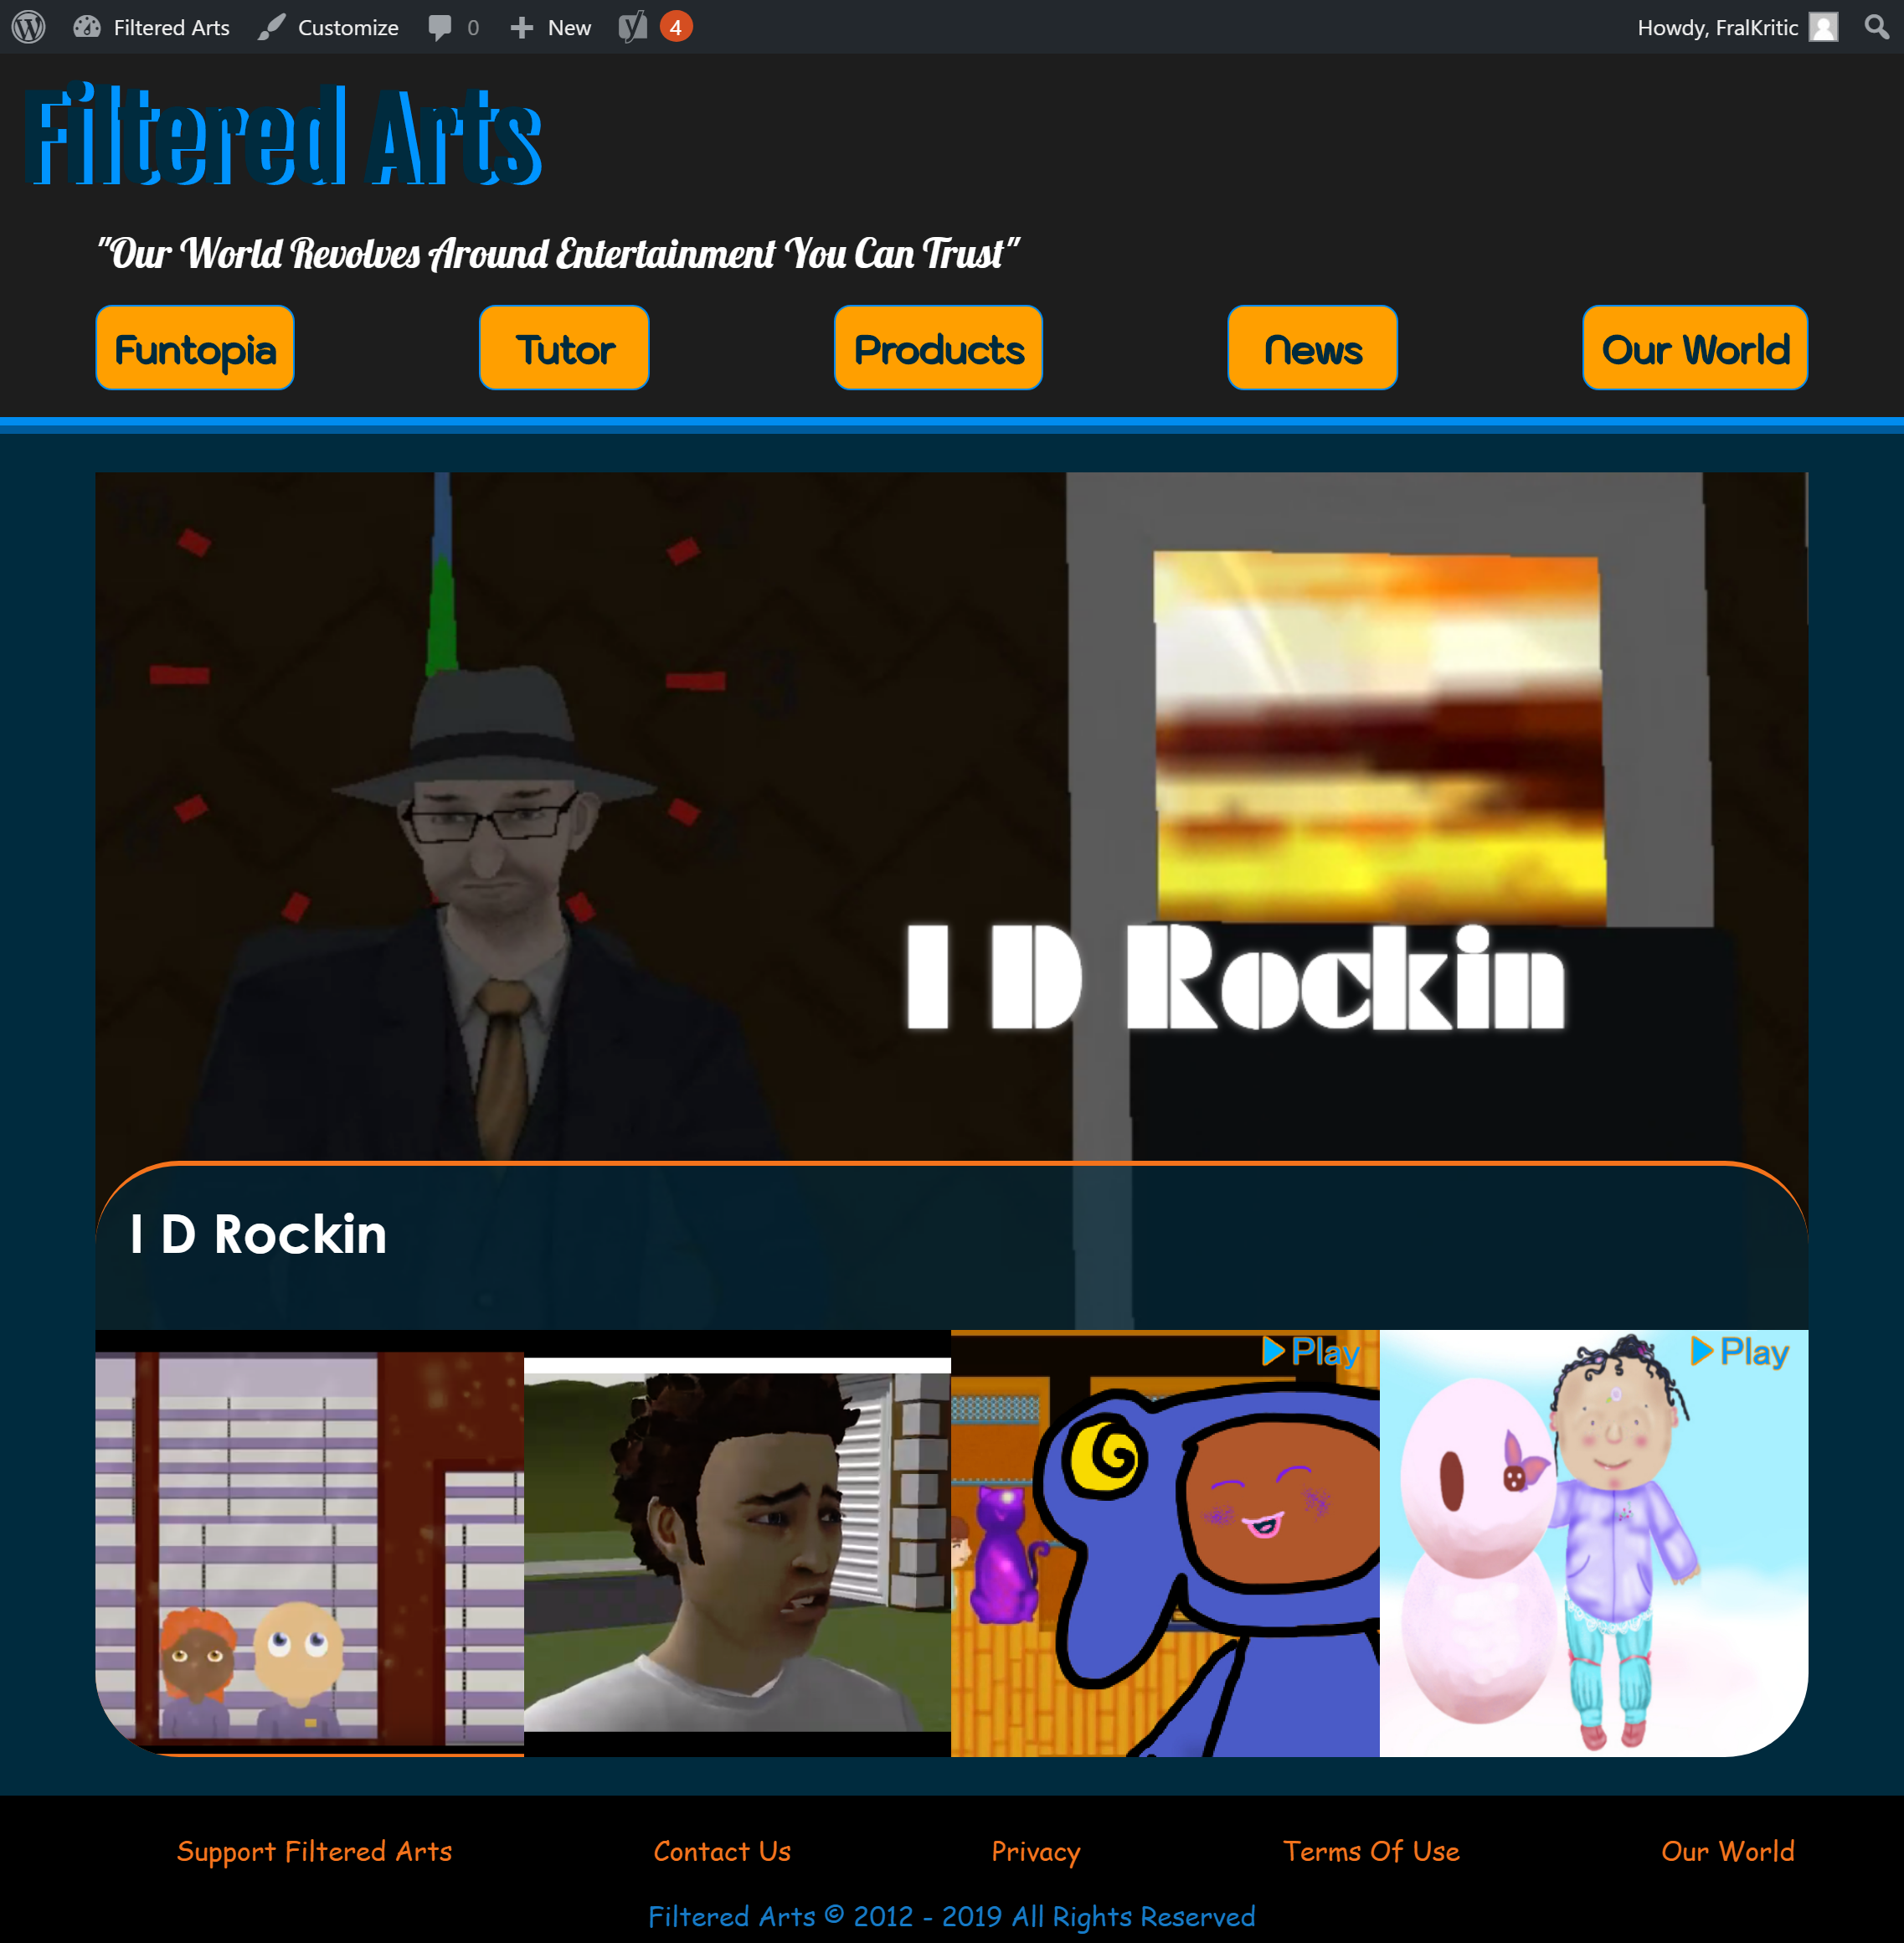 Filtered Arts Customize 0 New 4 Howdy, FralKritic
Filtered Arts
"Our World Revolves Around Entertainment You Can Trust"
Funtopia Tutor Products News Our World
I D Rockin
I D Rockin
Play Play
Support Filtered Arts Contact Us Privacy Terms Of Use Our World
Filtered Arts © 2012 - 2019 All Rights Reserved